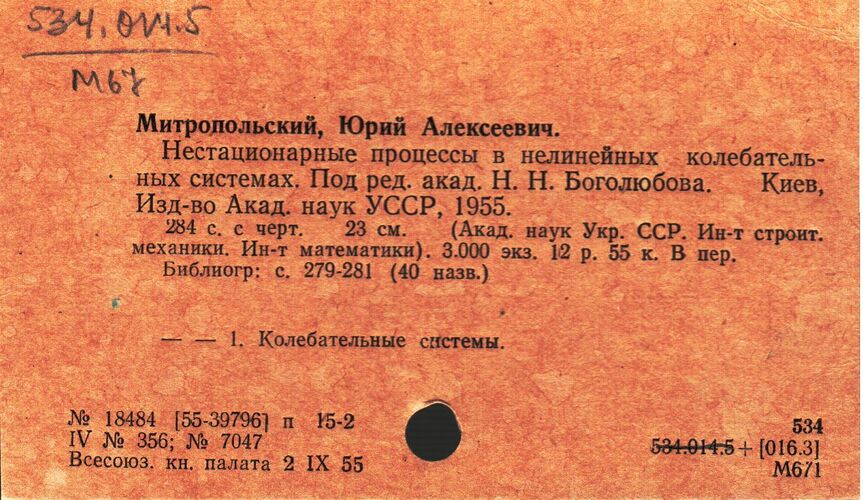 534.014.5
М67
Митропольский, Юрий Алексеевич.
Нестационарные процессы в нелинейных колебатель-
ных системах. Под ред. акад. Н. Н. Боголюбова. Киев,
Изд-во Акад. наук УССР, 1955.
284 с. с черт. 23 см. (Акад. наук Укр. ССР. Ин-т строит.
механики. Ин-т математики). 3.000 экз. 12 р. 55 к. В пер.
Библиогр: с. 279-281 (40 назв.)
— — 1. Колебательные системы.
№ 18484 [55-39796] п 15-2
IV № 356; № 7047
Всесоюз. кн. палата 2 IX 55
534
534.014.5 + [016.3]
М671